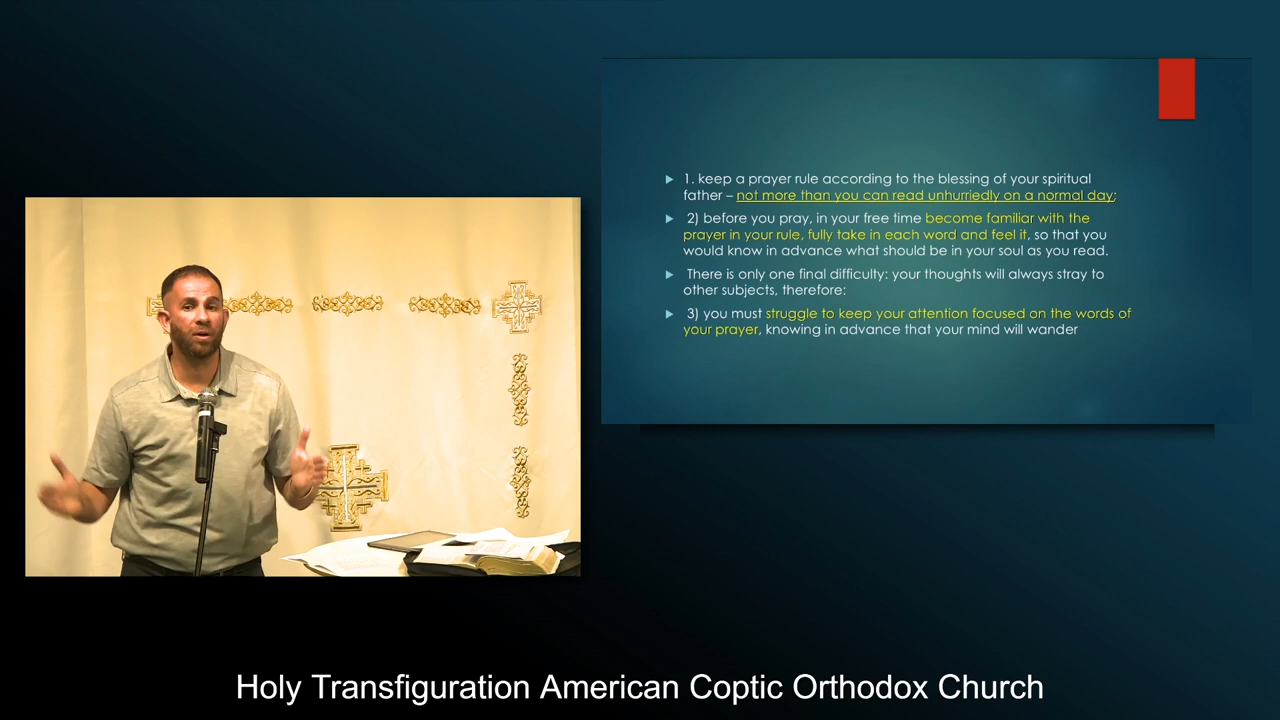 1. keep a prayer rule according to the blessing of your spiritual
father – not more than you can read unhurriedly on a normal day;
2) before you pray, in your free time become familiar with the
prayer in your rule, fully take in each word and feel it, so that you
would know in advance what should be in your soul as you read.
There is only one final difficulty: your thoughts will always stray to
other subjects, therefore:
3) you must struggle to keep your attention focused on the words of
your prayer, knowing in advance that your mind will wander
Holy Transfiguration American Coptic Orthodox Church